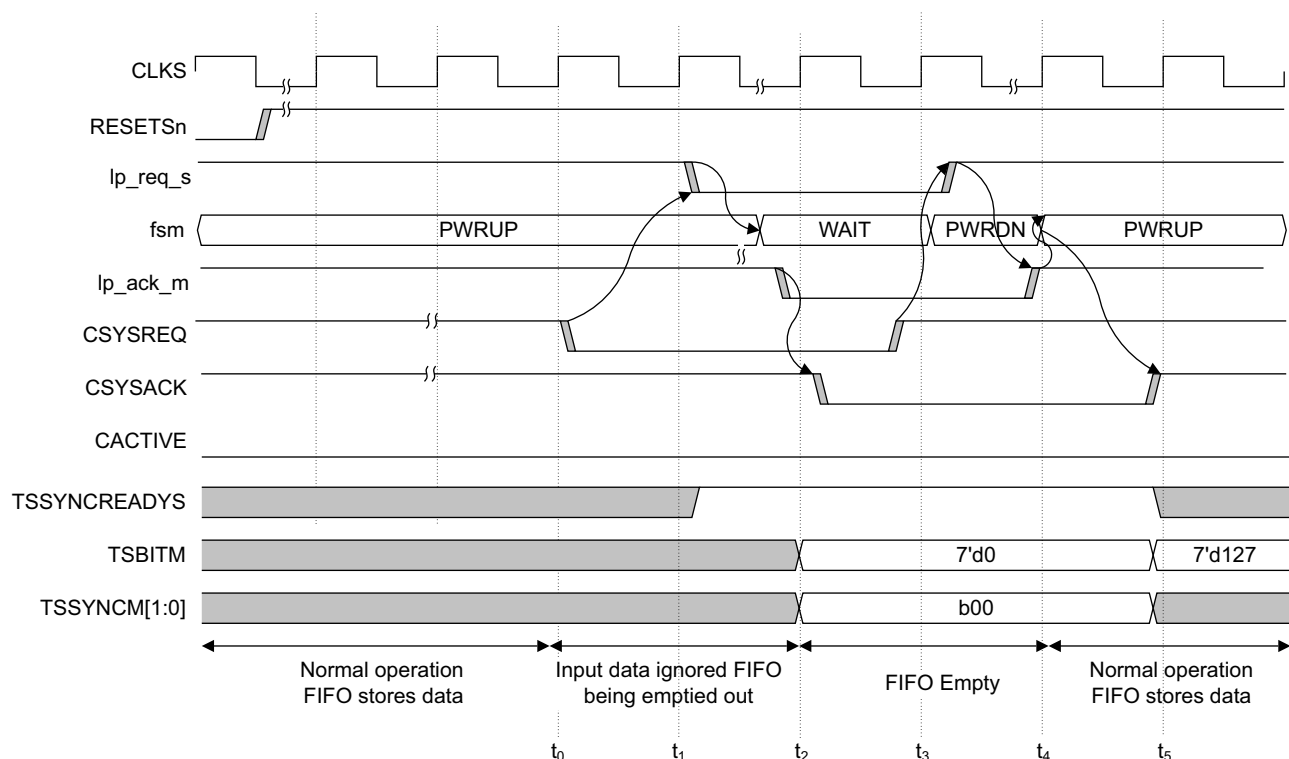 CLKS
RESETSn
lp_req_s
fsm PWRUP WAIT PWRDN PWRUP
lp_ack_m
CSYSREQ
CSYSACK
CACTIVE
TSSYNCREADYS
TSBITM 7'd0 7'd127
TSSYNCM[1:0] b00
Normal operation
FIFO stores data
Input data ignored FIFO
being emptied out
FIFO Empty
Normal operation
FIFO stores data
t0 t1 t2 t3 t4 t5